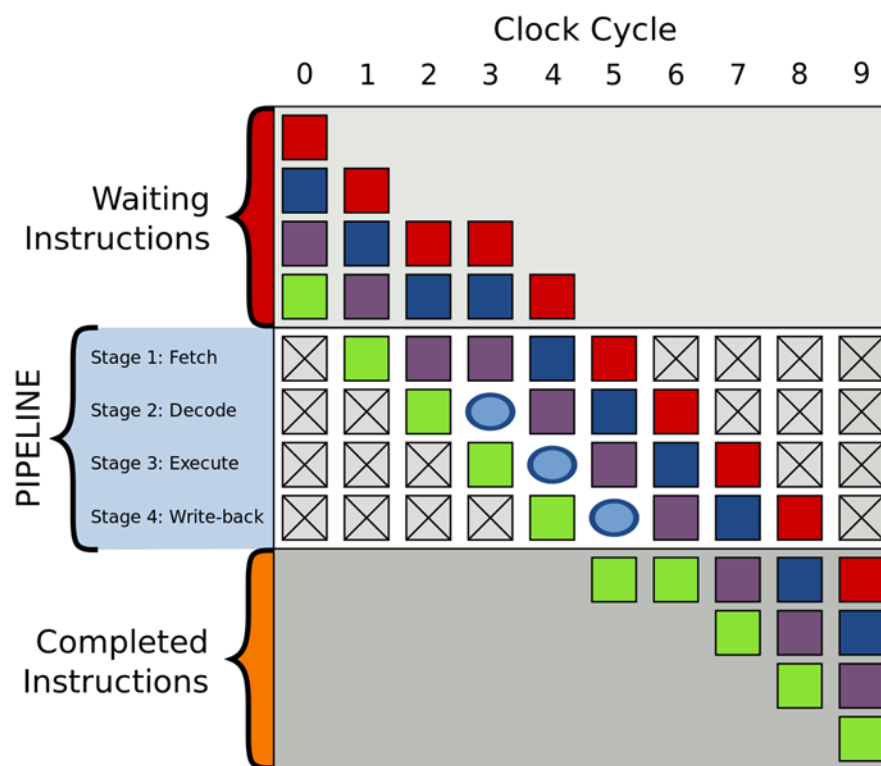 Clock Cycle
0 1 2 3 4 5 6 7 8 9
Waiting
Instructions
PIPELINE
Stage 1: Fetch
Stage 2: Decode
Stage 3: Execute
Stage 4: Write-back
Completed
Instructions